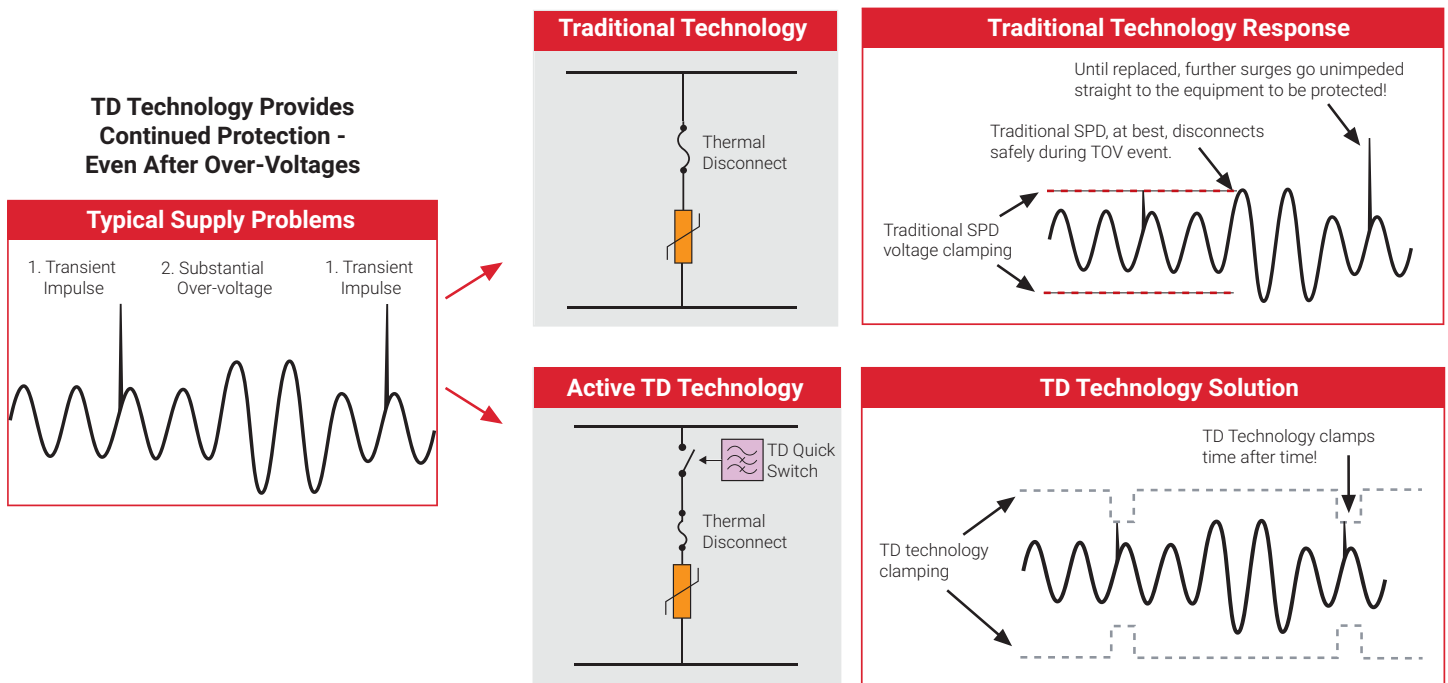 TD Technology Provides
Continued Protection -
Even After Over-Voltages
Typical Supply Problems
1. Transient
Impulse
2. Substantial
Over-voltage
1. Transient
Impulse
Traditional Technology
Thermal
Disconnect
Traditional Technology Response
Until replaced, further surges go unimpeded
straight to the equipment to be protected!
Traditional SPD, at best, disconnects
safely during TOV event.
Traditional SPD
voltage clamping
Active TD Technology
TD Quick
Switch
Thermal
Disconnect
TD Technology Solution
TD Technology clamps
time after time!
TD technology
clamping